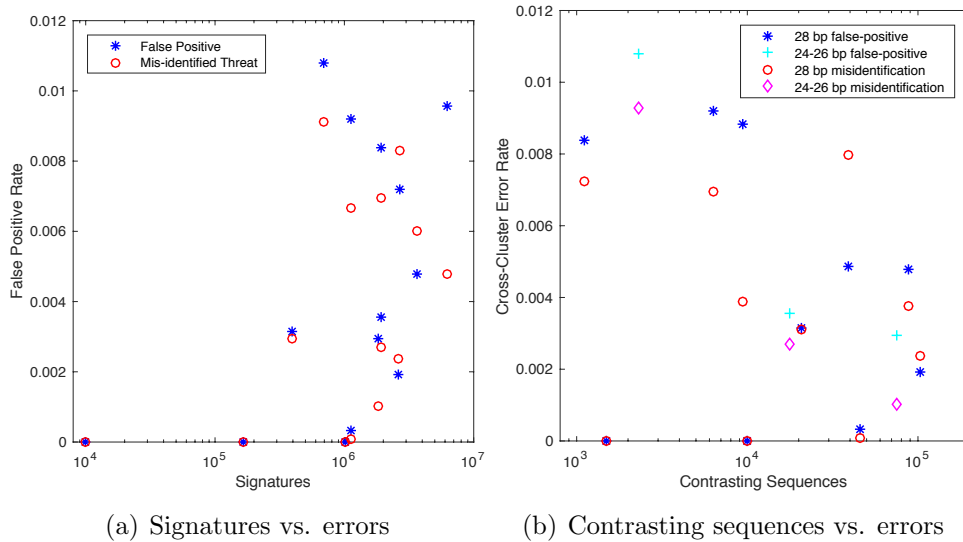 0.012
0.01
0.008
0.006
0.004
0.002
0
False Positive Rate
False Positive
Mis-identified Threat
10^4
10^5
10^6
10^7
Signatures
(a) Signatures vs. errors
0.012
0.01
0.008
0.006
0.004
0.002
0
Cross-Cluster Error Rate
28 bp false-positive
24-26 bp false-positive
28 bp misidentification
24-26 bp misidentification
10^3
10^4
10^5
Contrasting Sequences
(b) Contrasting sequences vs. errors